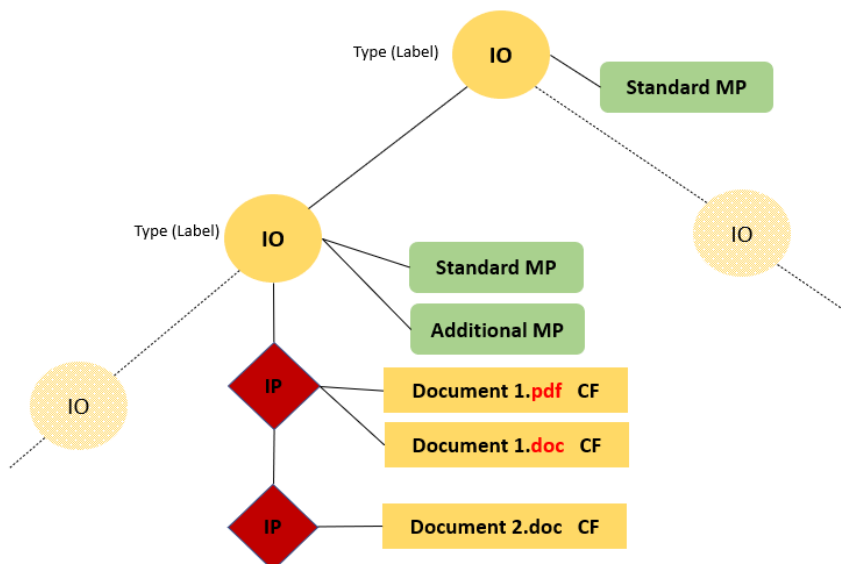 Type (Label)
IO
Standard MP
Type (Label)
IO
IO
Standard MP
Additional MP
IO
IP
Document 1.pdf CF
Document 1.doc CF
IP
Document 2.doc CF